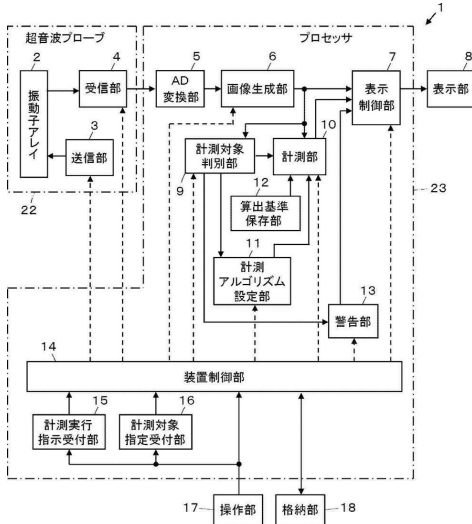 1
超音波プローブ
プロセッサ
2
振動子アレイ
4
受信部
3
送信部
22
5
AD
変換部
6
画像生成部
7
表示
制御部
8
表示部
9
計測対象
判別部
10
計測部
12
算出基準
保存部
11
計測
アルゴリズム
設定部
13
警告部
23
14
装置制御部
15
計測実行
指示受付部
16
計測対象
指定受付部
17
操作部
格納部
18